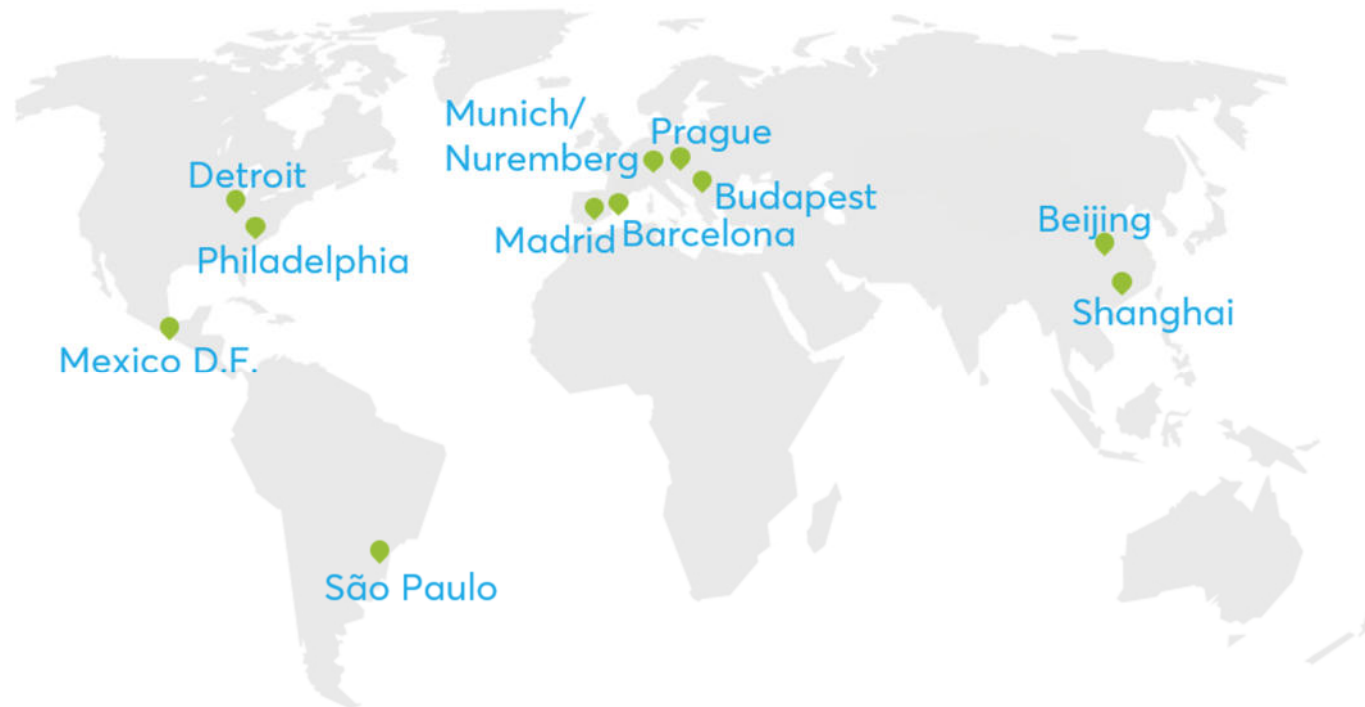 Munich/
Nuremberg
Prague
Detroit
Budapest
Madrid
Barcelona
Beijing
Philadelphia
Shanghai
Mexico D.F.
São Paulo